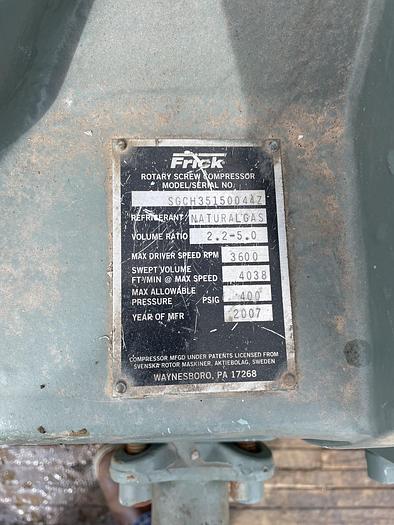 Frick
ROTARY SCREW COMPRESSOR
MODEL/SERIAL NO.
SGCH35150044Z
REFRIGERANT NATURAL GAS
VOLUME RATIO 2.2-5.0
MAX DRIVER SPEED RPM 3600
SWEPT VOLUME
FT³/MIN @ MAX SPEED 4038
MAX ALLOWABLE
PRESSURE PSIG 400
YEAR OF MFR 2007
COMPRESSOR MFGD UNDER PATENTS LICENSED FROM
SVENSKA ROTOR MASKINER, AKTIEBOLAG, SWEDEN
WAYNESBORO, PA 17268